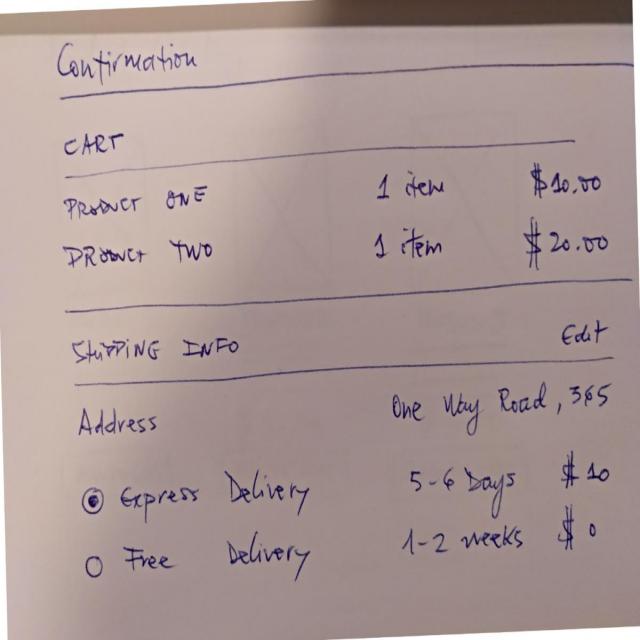 Confirmation
CART
PRODUCT ONE 1 item $10.00
PRODUCT TWO 1 item $20.00
SHIPPING INFO Edit
Address One Way Road, 365
Express Delivery 5-6 Days $10
Free Delivery 1-2 weeks $0